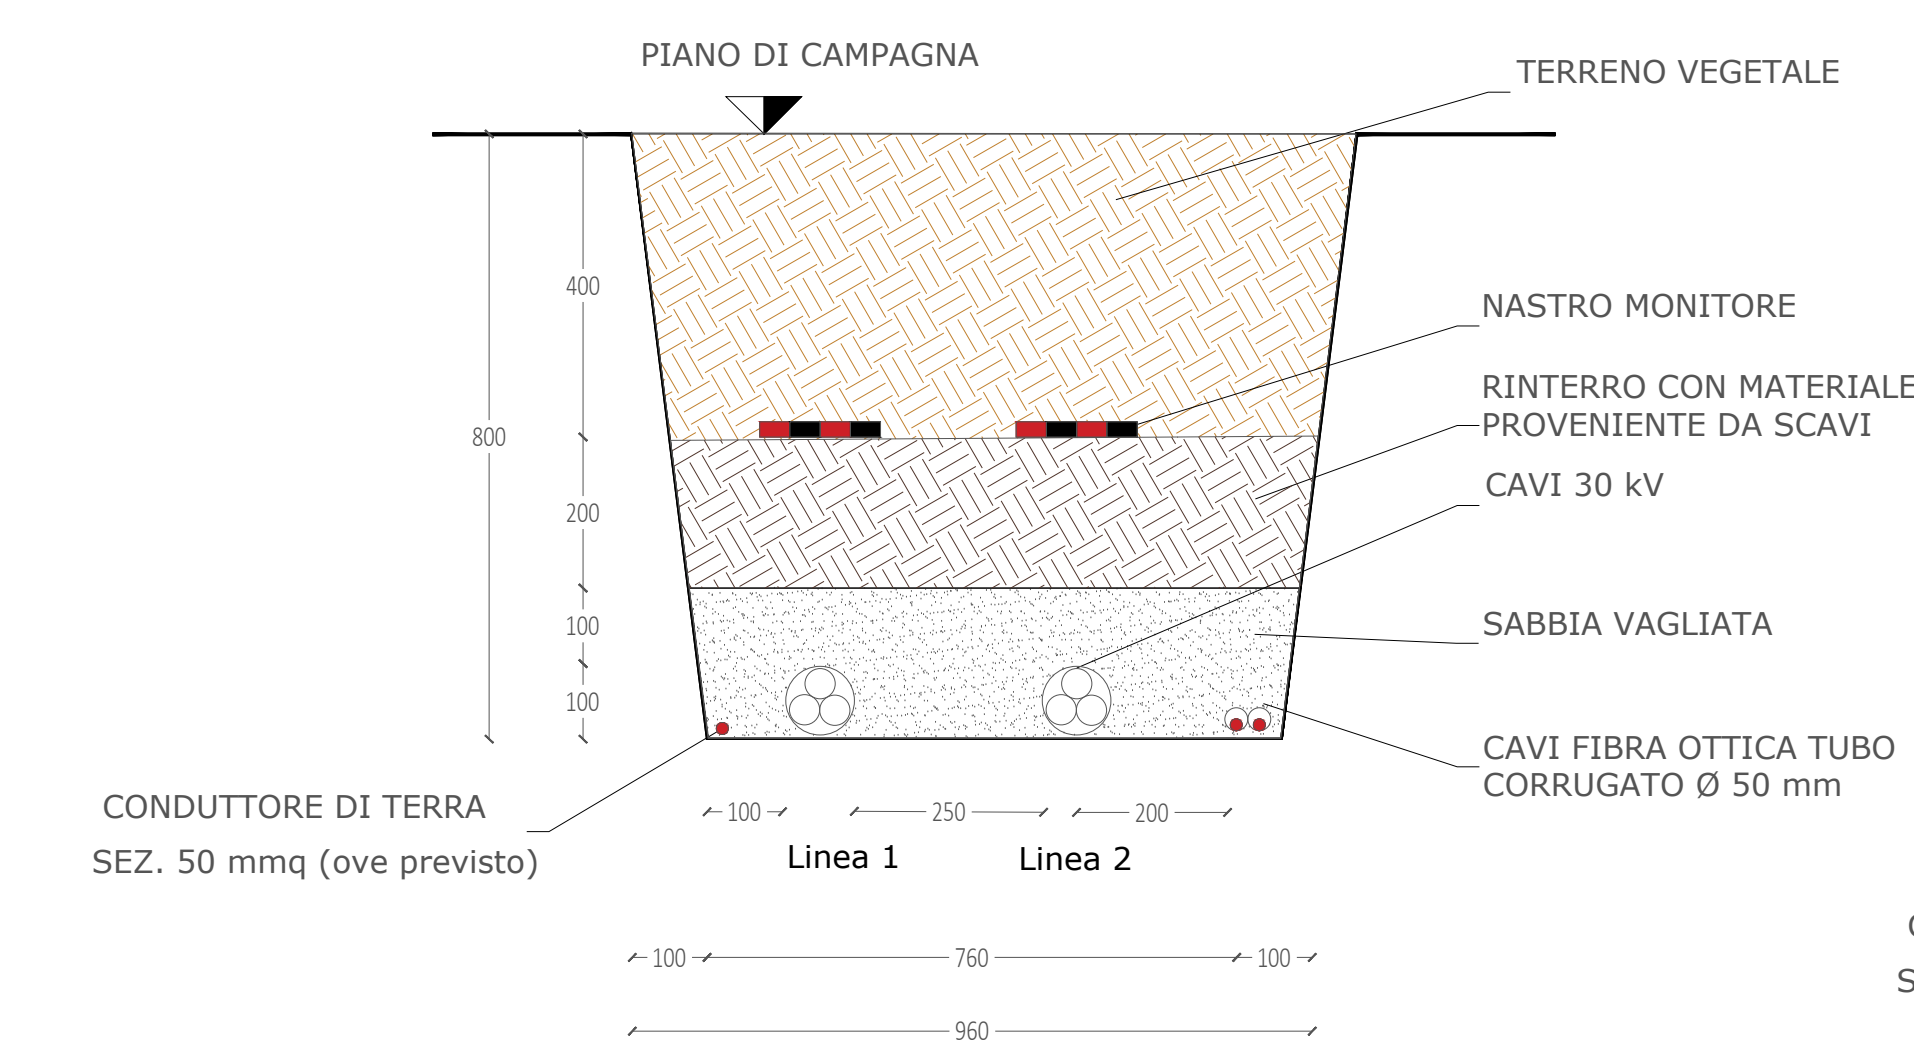 PIANO DI CAMPAGNA
TERRENO VEGETALE
400
NASTRO MONITORE
RINTERRO CON MATERIALE
PROVENIENTE DA SCAVI
800
CAVI 30 kV
200
100
SABBIA VAGLIATA
100
CAVI FIBRA OTTICA TUBO
CORRUGATO Ø 50 mm
CONDUTTORE DI TERRA
SEZ. 50 mmq (ove previsto)
100 250 200
Linea 1 Linea 2
100 760 100
960